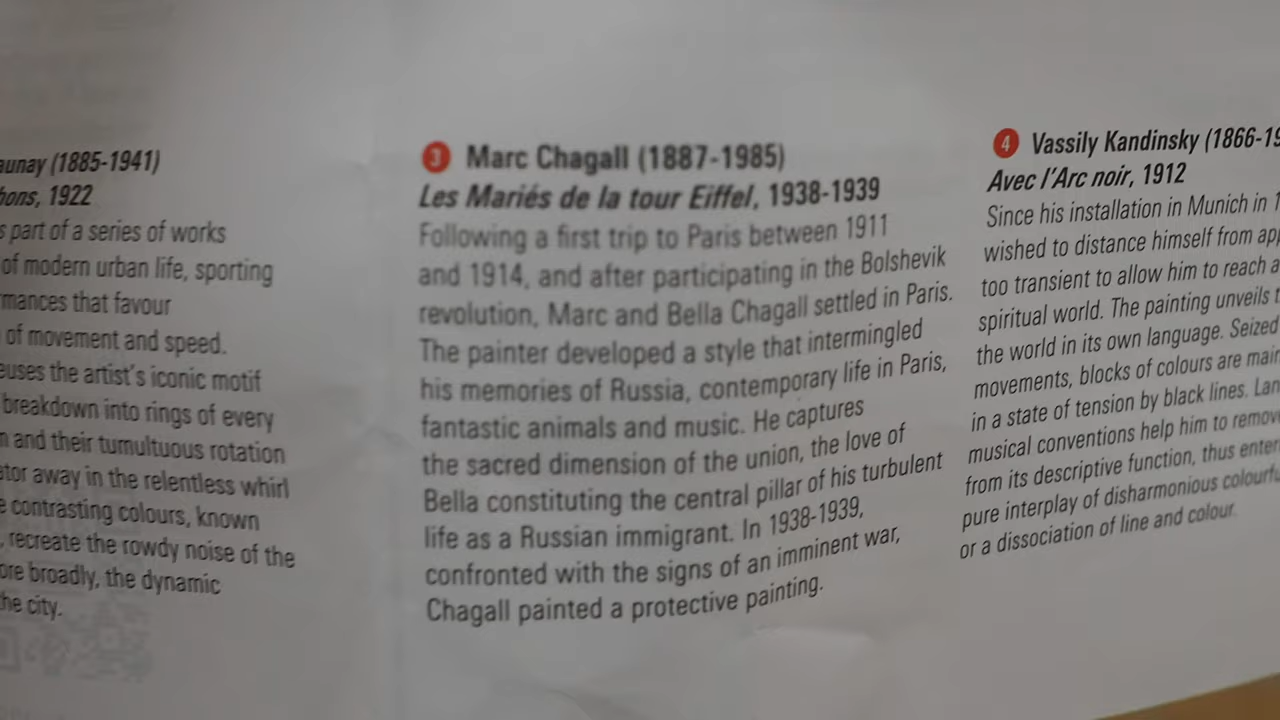 aunay (1885-1941)
hons, 1922
s part of a series of works
of modern urban life, sporting
mances that favour
of movement and speed.
euses the artist's iconic motif
breakdown into rings of every
n and their tumultuous rotation
ator away in the relentless whirl
e contrasting colours, known
, recreate the rowdy noise of the
ore broadly, the dynamic
he city.
3 Marc Chagall (1887-1985)
Les Mariés de la tour Eiffel, 1938-1939
Following a first trip to Paris between 1911
and 1914, and after participating in the Bolshevik
revolution, Marc and Bella Chagall settled in Paris.
The painter developed a style that intermingled
his memories of Russia, contemporary life in Paris,
fantastic animals and music. He captures
the sacred dimension of the union, the love of
Bella constituting the central pillar of his turbulent
life as a Russian immigrant. In 1938-1939,
confronted with the signs of an imminent war,
Chagall painted a protective painting.
4 Vassily Kandinsky (1866-19
Avec l'Arc noir, 1912
Since his installation in Munich in 1
wished to distance himself from app
too transient to allow him to reach a
spiritual world. The painting unveils t
the world in its own language. Seized
movements, blocks of colours are main
in a state of tension by black lines. Lan
musical conventions help him to remov
from its descriptive function, thus enter
pure interplay of disharmonious colourfu
or a dissociation of line and colour.